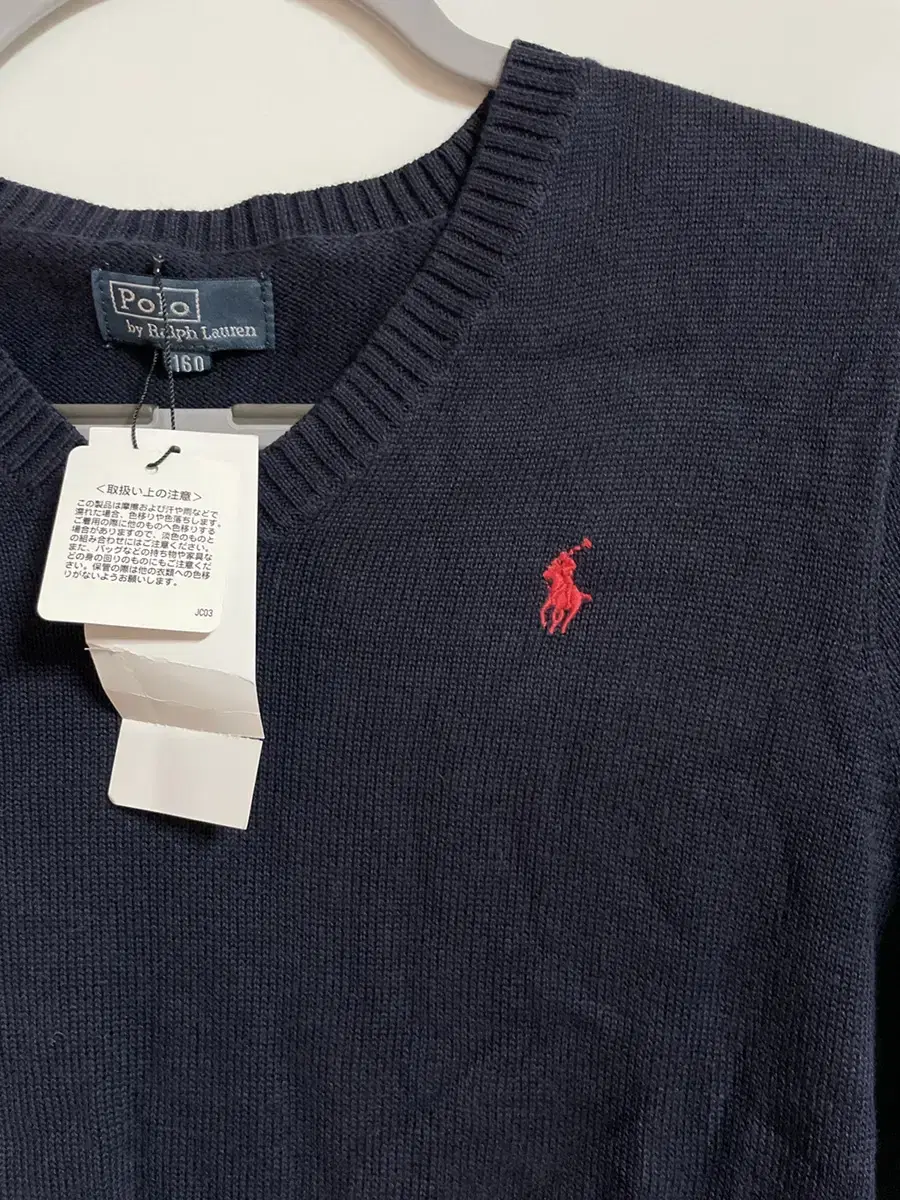 Polo
by Ralph Lauren
160
＜取扱い上の注意＞
この製品は摩擦および汗や雨などで
濡れた場合、色移りや色落ちします。
ご着用の際に他のものへ色移りする
場合がありますので、淡色のものと
の組み合わせにはご注意ください。
また、バッグなどの持ち物や家具な
どの身の回りのものにもご注意くださ
い。保管の際は他の衣類への色移
りがないようお願いします。
JC03